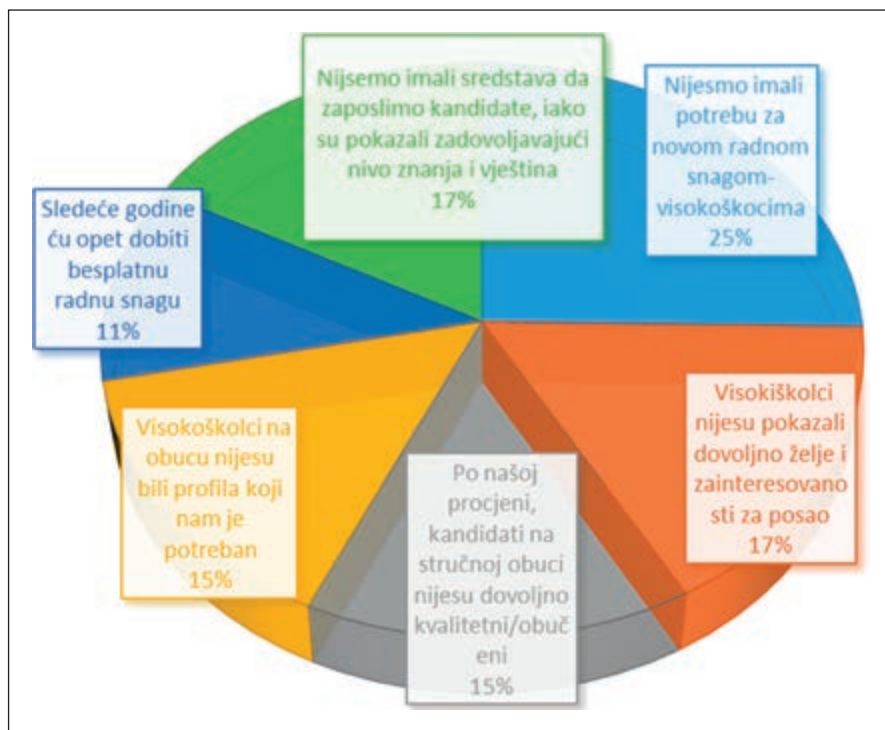 Nijsemo imali sredstava da
zaposlimo kandidate, iako
su pokazali zadovoljavajući
nivo znanja i vještina
17%
Nijesmo imali
potrebu za
novom radnom
snagom-
visokoškocima
25%
Sledeće godine
ću opet dobiti
besplatnu
radnu snagu
11%
Visokiškolci
nijesu pokazali
dovoljno želje i
zainteresovano
sti za posao
17%
Visokoškolci na
obucu nijesu
bili profila koji
nam je
potreban
15%
Po našoj
procjeni,
kandidati na
stručnoj obuci
nijesu dovoljno
kvalitetni/obuč
eni
15%